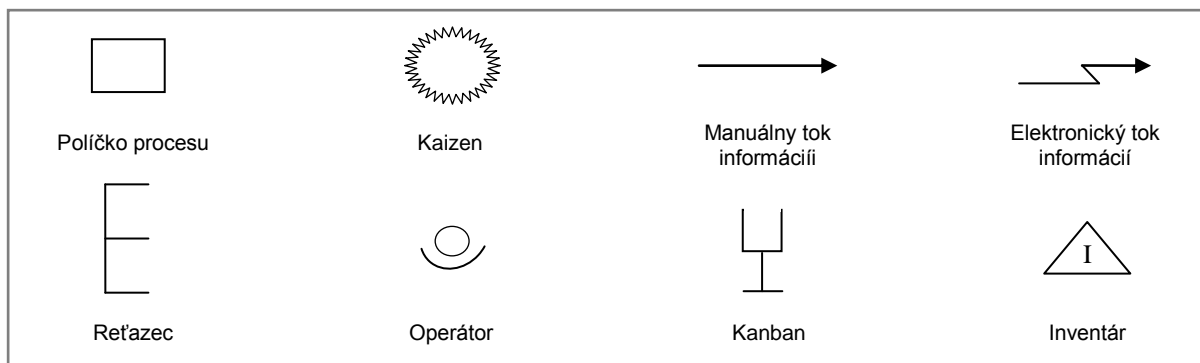 Políčko procesu
Kaizen
Manuálny tok
informáciíi
Elektronický tok
informácií
I
Reťazec
Operátor
Kanban
Inventár